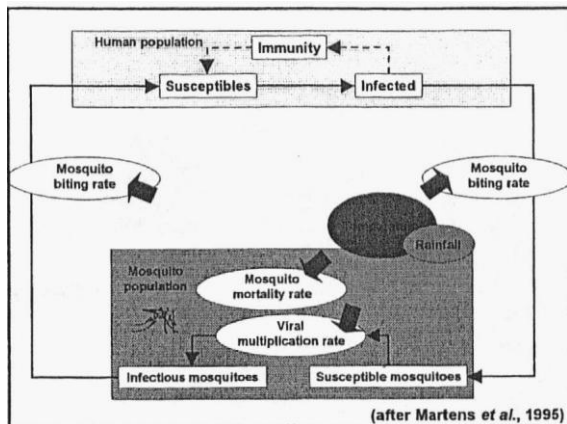 Human population
Immunity
Susceptibles
Infected
Mosquito
biting rate
Mosquito
biting rate
Rainfall
Mosquito
population
Mosquito
mortality rate
Viral
multiplication rate
Infectious mosquitoes
Susceptible mosquitoes
(after Martens et al., 1995)